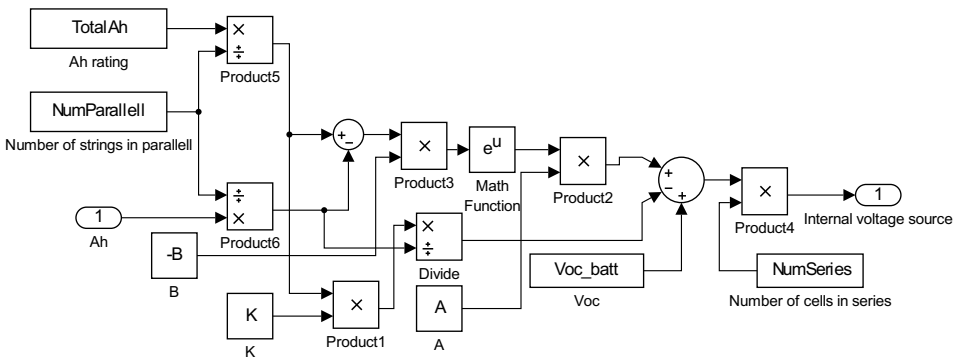 TotalAh
Ah rating
×
÷
Product5
NumParallell
Number of strings in parallell
+
−
×
Product3
e^u
Math
Function
×
Product2
+
−
+
×
Product4
1
Internal voltage source
1
Ah
÷
×
Product6
-B
B
×
÷
Divide
Voc_batt
Voc
NumSeries
Number of cells in series
K
K
×
Product1
A
A